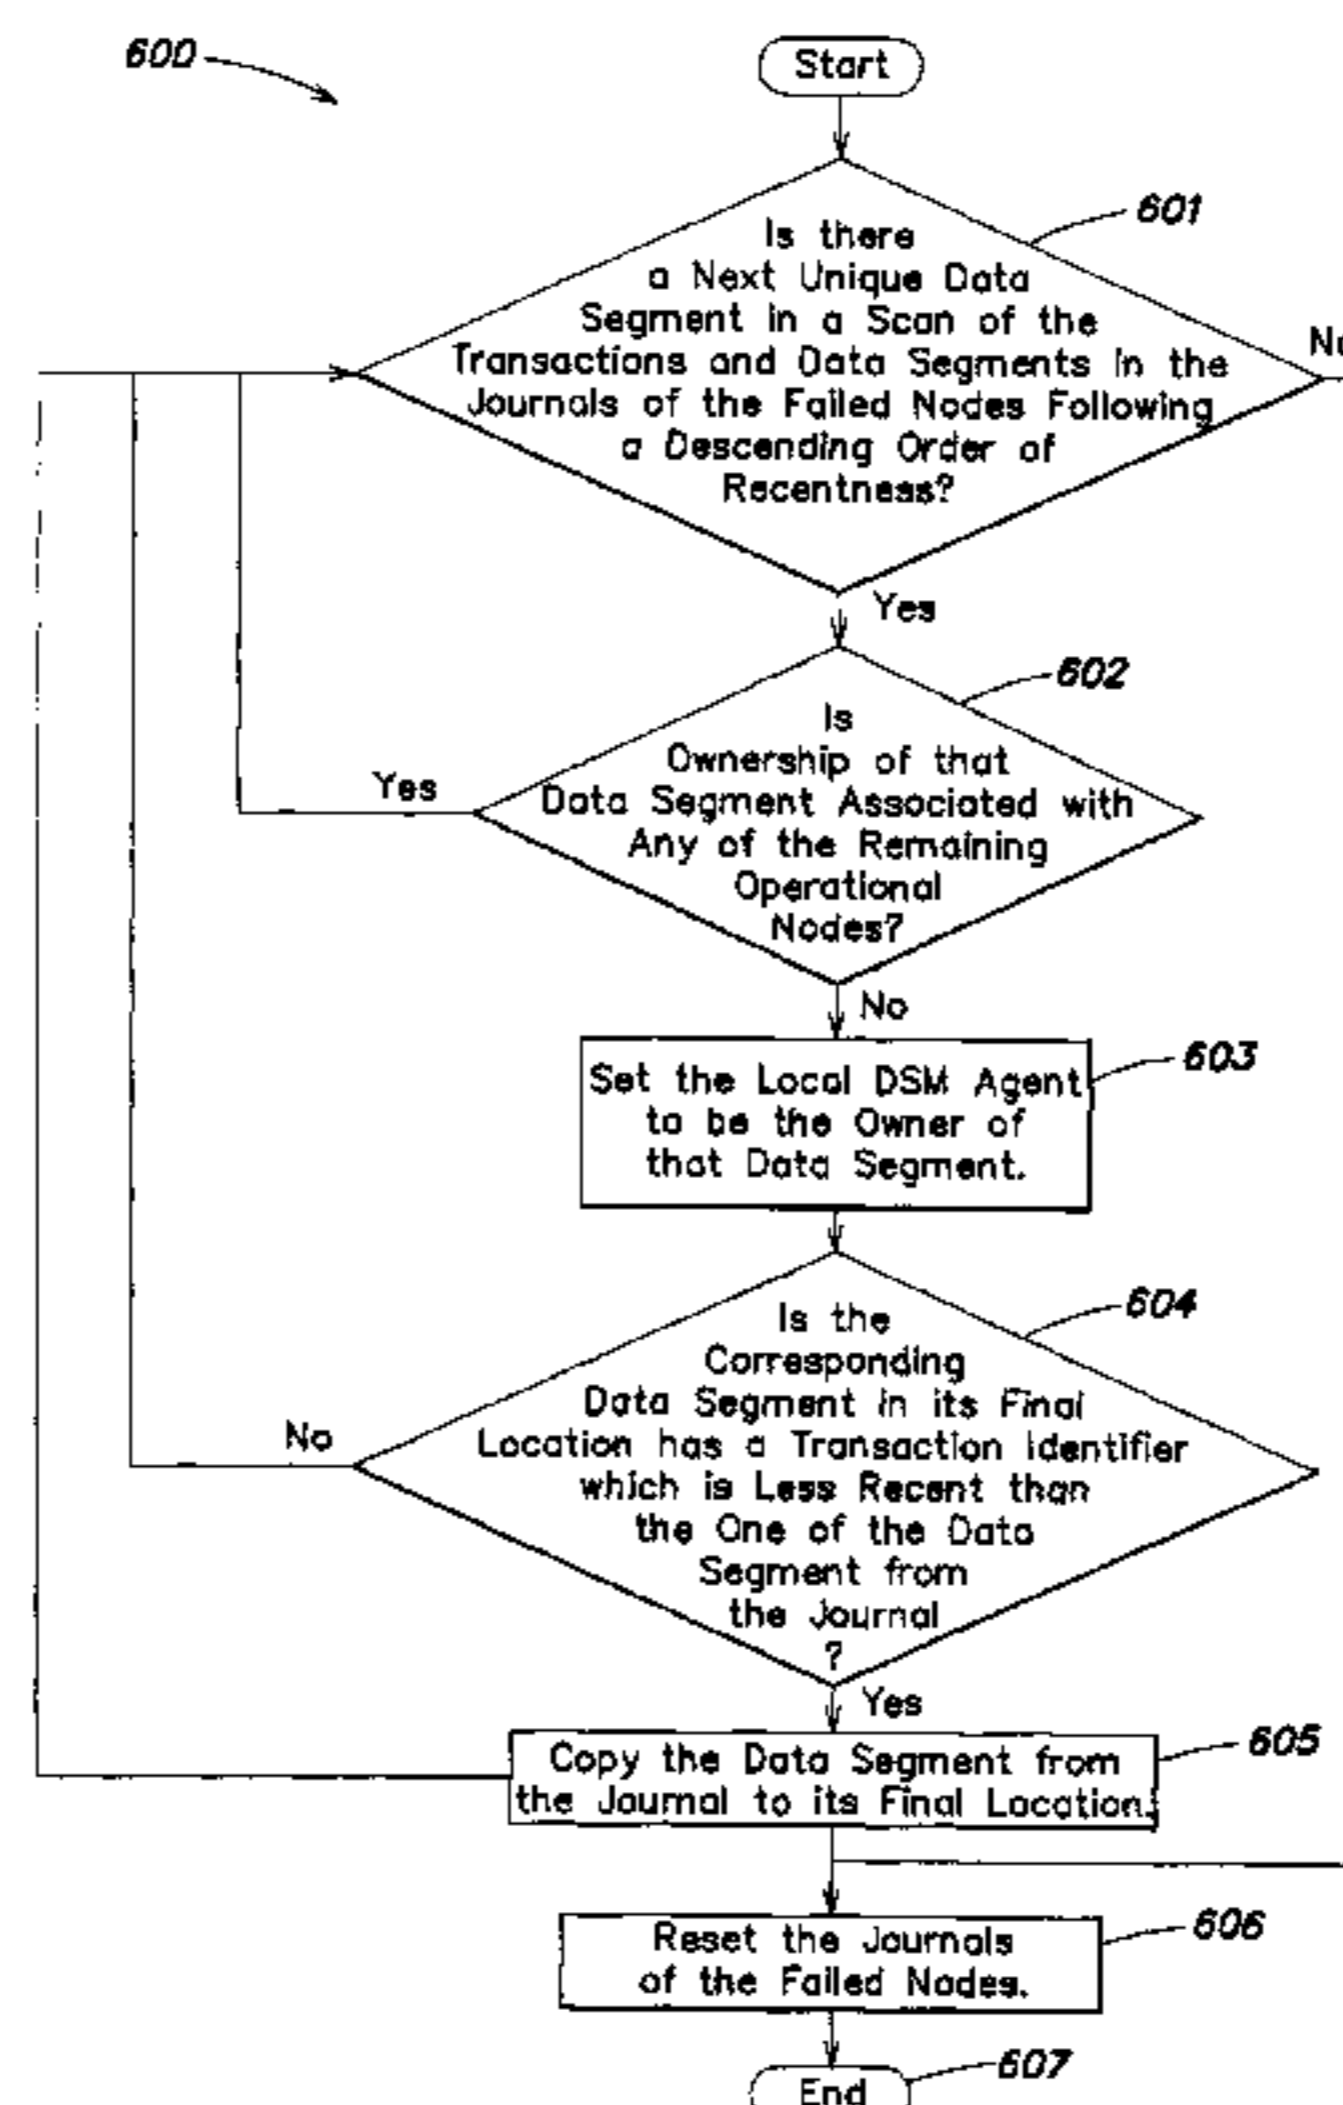 600
Start
601
Is there
a Next Unique Data
Segment in a Scan of the
Transactions and Data Segments in the
Journals of the Failed Nodes Following
a Descending Order of
Recentness?
No
Yes
602
Is
Ownership of that
Data Segment Associated with
Any of the Remaining
Operational
Nodes?
Yes
No
603
Set the Local DSM Agent
to be the Owner of
that Data Segment.
604
Is the
Corresponding
Data Segment in its Final
Location has a Transaction Identifier
which is Less Recent than
the One of the Data
Segment from
the Journal
?
No
Yes
605
Copy the Data Segment from
the Journal to its Final Location.
606
Reset the Journals
of the Failed Nodes.
607
End